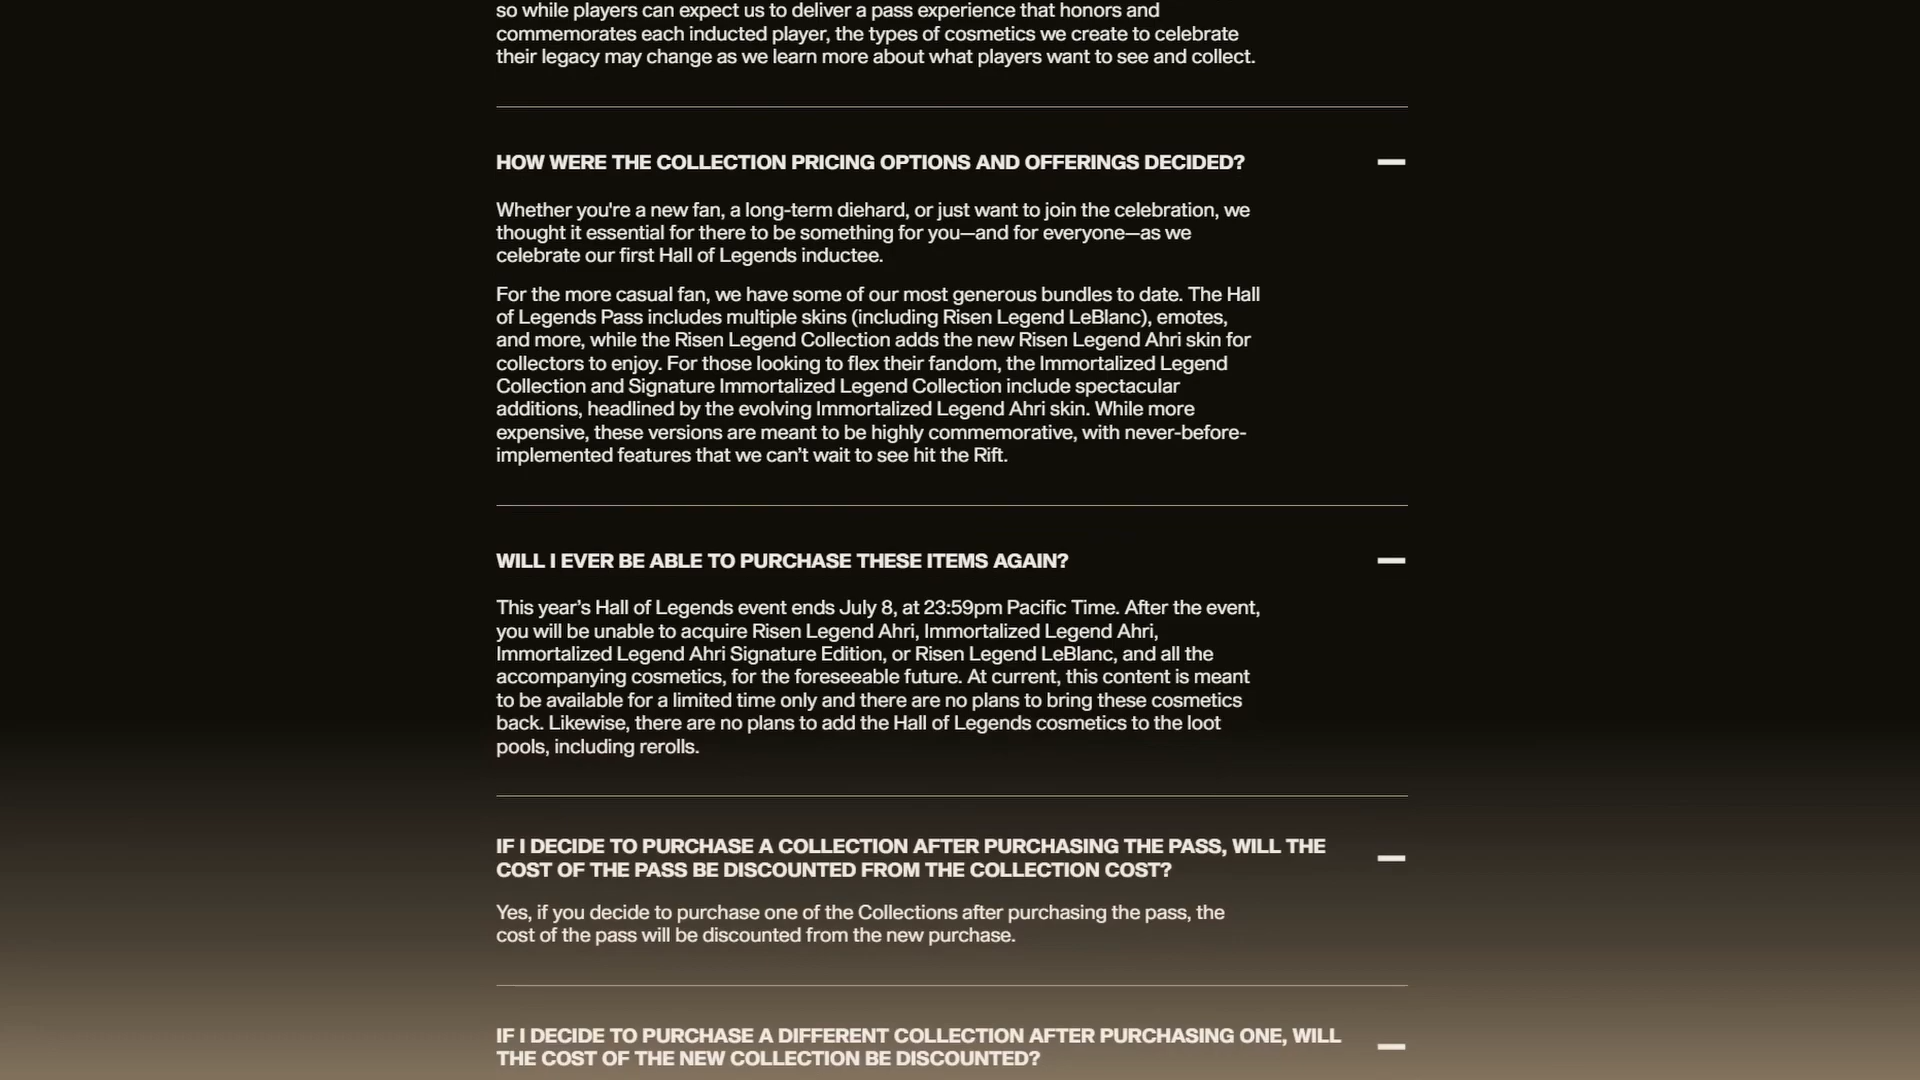 so while players can expect us to deliver a pass experience that honors and
commemorates each inducted player, the types of cosmetics we create to celebrate
their legacy may change as we learn more about what players want to see and collect.
HOW WERE THE COLLECTION PRICING OPTIONS AND OFFERINGS DECIDED?
Whether you're a new fan, a long-term diehard, or just want to join the celebration, we
thought it essential for there to be something for you—and for everyone—as we
celebrate our first Hall of Legends inductee.
For the more casual fan, we have some of our most generous bundles to date. The Hall
of Legends Pass includes multiple skins (including Risen Legend LeBlanc), emotes,
and more, while the Risen Legend Collection adds the new Risen Legend Ahri skin for
collectors to enjoy. For those looking to flex their fandom, the Immortalized Legend
Collection and Signature Immortalized Legend Collection include spectacular
additions, headlined by the evolving Immortalized Legend Ahri skin. While more
expensive, these versions are meant to be highly commemorative, with never-before-
implemented features that we can’t wait to see hit the Rift.
WILL I EVER BE ABLE TO PURCHASE THESE ITEMS AGAIN?
This year’s Hall of Legends event ends July 8, at 23:59pm Pacific Time. After the event,
you will be unable to acquire Risen Legend Ahri, Immortalized Legend Ahri,
Immortalized Legend Ahri Signature Edition, or Risen Legend LeBlanc, and all the
accompanying cosmetics, for the foreseeable future. At current, this content is meant
to be available for a limited time only and there are no plans to bring these cosmetics
back. Likewise, there are no plans to add the Hall of Legends cosmetics to the loot
pools, including rerolls.
IF I DECIDE TO PURCHASE A COLLECTION AFTER PURCHASING THE PASS, WILL THE
COST OF THE PASS BE DISCOUNTED FROM THE COLLECTION COST?
Yes, if you decide to purchase one of the Collections after purchasing the pass, the
cost of the pass will be discounted from the new purchase.
IF I DECIDE TO PURCHASE A DIFFERENT COLLECTION AFTER PURCHASING ONE, WILL
THE COST OF THE NEW COLLECTION BE DISCOUNTED?